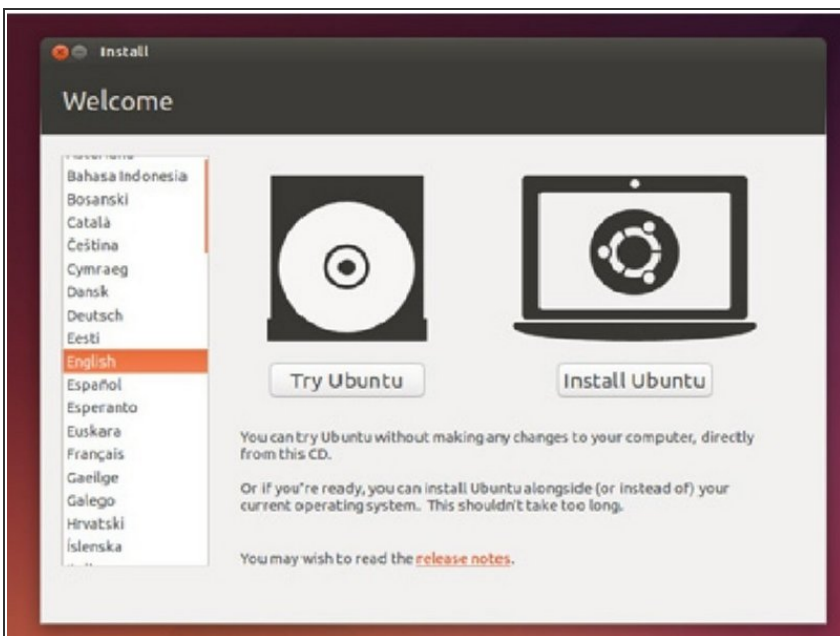 Install
Welcome
Bahasa Indonesia
Bosanski
Català
Čeština
Cymraeg
Dansk
Deutsch
Eesti
English
Español
Esperanto
Euskara
Français
Gaeilge
Galego
Hrvatski
Íslenska
Try Ubuntu
Install Ubuntu
You can try Ubuntu without making any changes to your computer, directly
from this CD.
Or if you're ready, you can install Ubuntu alongside (or instead of) your
current operating system. This shouldn't take too long.
You may wish to read the release notes.